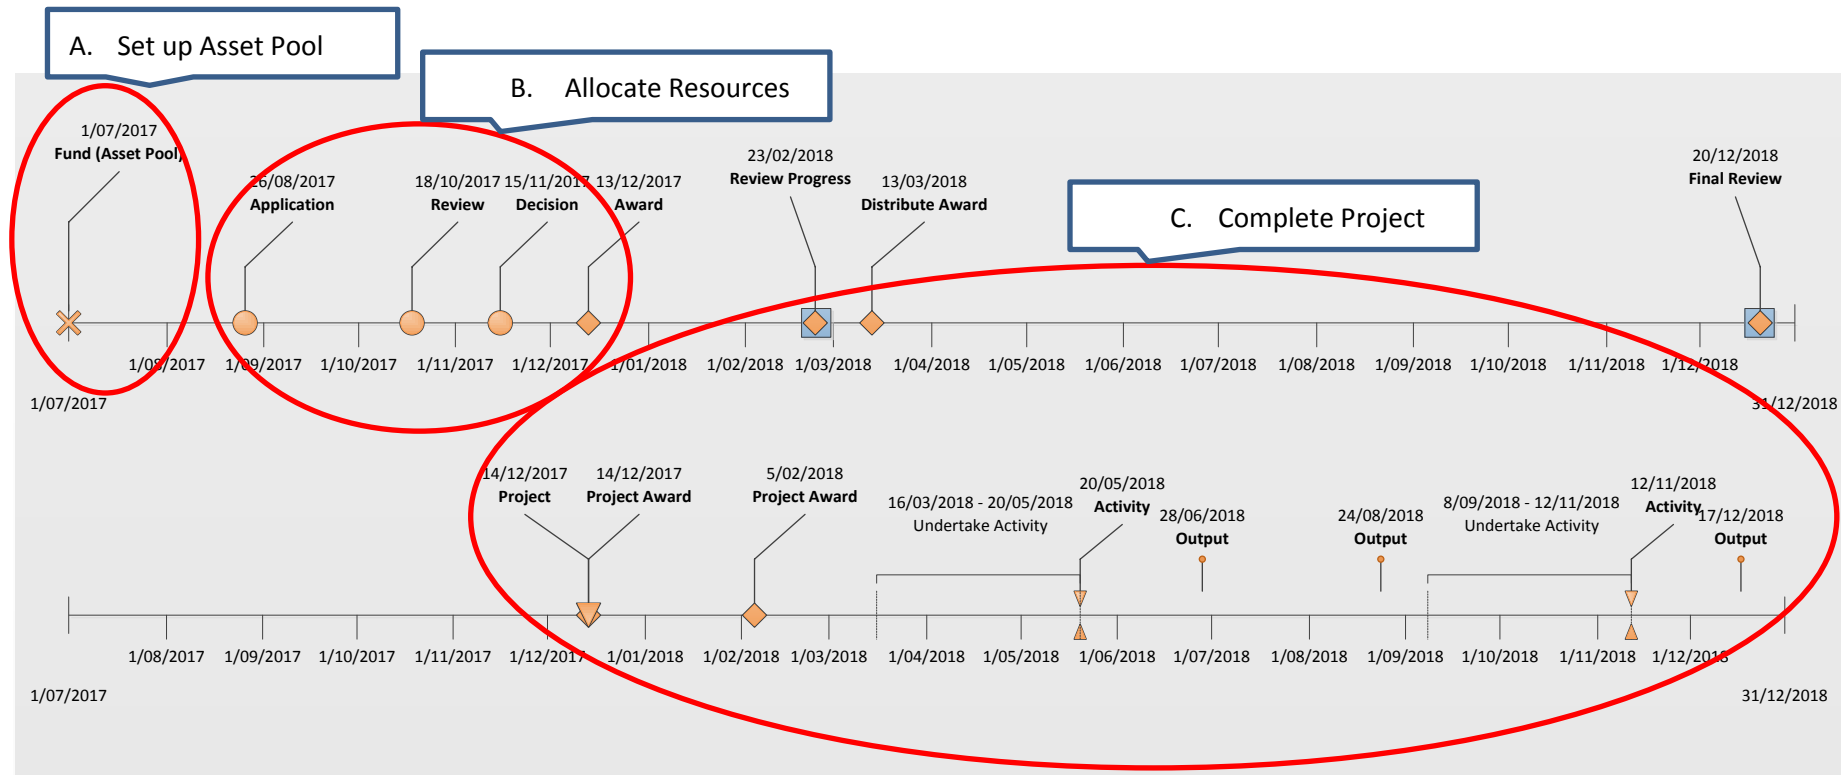 A. Set up Asset Pool
B. Allocate Resources
1/07/2017
Fund (Asset Pool)
26/08/2017
Application
18/10/2017
Review
15/11/2017
Decision
13/12/2017
Award
23/02/2018
Review Progress
13/03/2018
Distribute Award
20/12/2018
Final Review
C. Complete Project
1/08/2017 1/09/2017 1/10/2017 1/11/2017 1/12/2017 1/01/2018 1/02/2018 1/03/2018 1/04/2018 1/05/2018 1/06/2018 1/07/2018 1/08/2018 1/09/2018 1/10/2018 1/11/2018 1/12/2018
1/07/2017 31/12/2018
14/12/2017
Project
14/12/2017
Project Award
5/02/2018
Project Award
16/03/2018 - 20/05/2018
Undertake Activity
20/05/2018
Activity
28/06/2018
Output
24/08/2018
Output
8/09/2018 - 12/11/2018
Undertake Activity
12/11/2018
Activity
17/12/2018
Output
1/08/2017 1/09/2017 1/10/2017 1/11/2017 1/12/2017 1/01/2018 1/02/2018 1/03/2018 1/04/2018 1/05/2018 1/06/2018 1/07/2018 1/08/2018 1/09/2018 1/10/2018 1/11/2018 1/12/2018
1/07/2017 31/12/2018